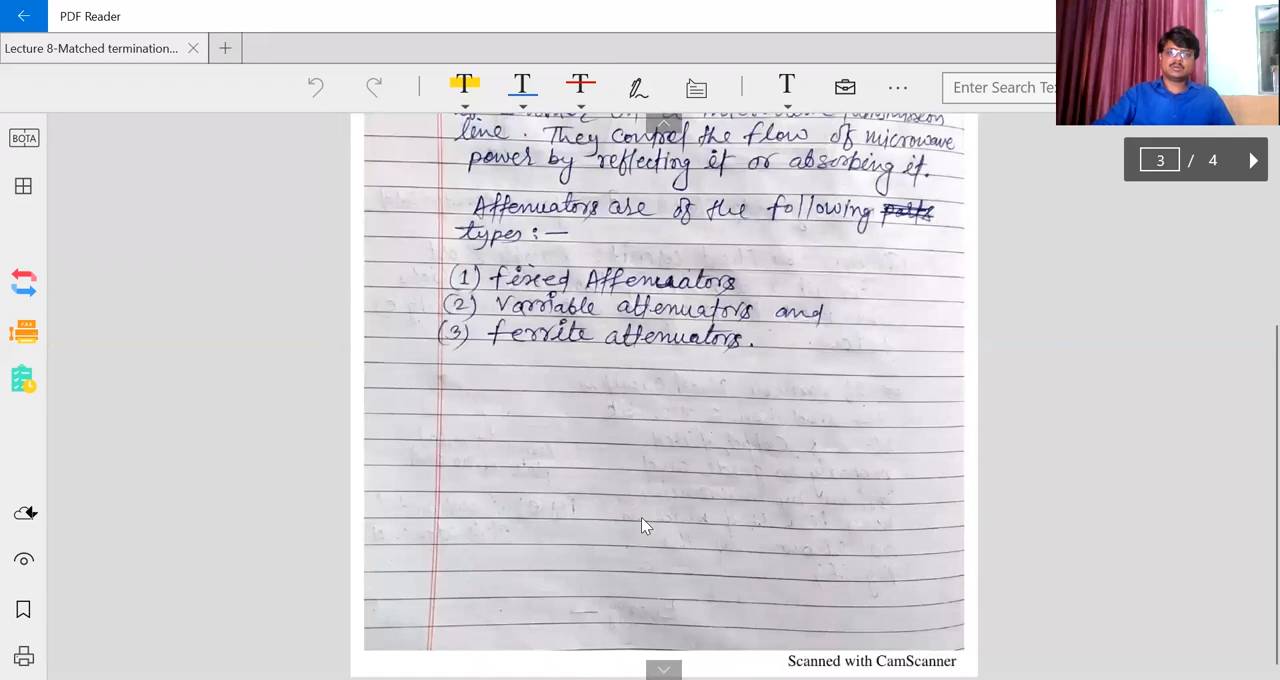 PDF Reader
Lecture 8-Matched termination...
Enter Search Te
BOTA
3 / 4
line. They control the flow of microwave
power by reflecting it or absorbing it.
Attenuators are of the following parts
types:-
(1) fixed Attenuators
(2) Variable attenuators and
(3) ferrite attenuators.
Scanned with CamScanner